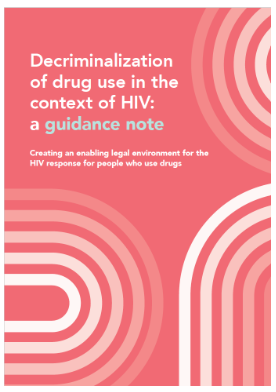 Decriminalization
of drug use in the
context of HIV:
a guidance note
Creating an enabling legal environment for the
HIV response for people who use drugs